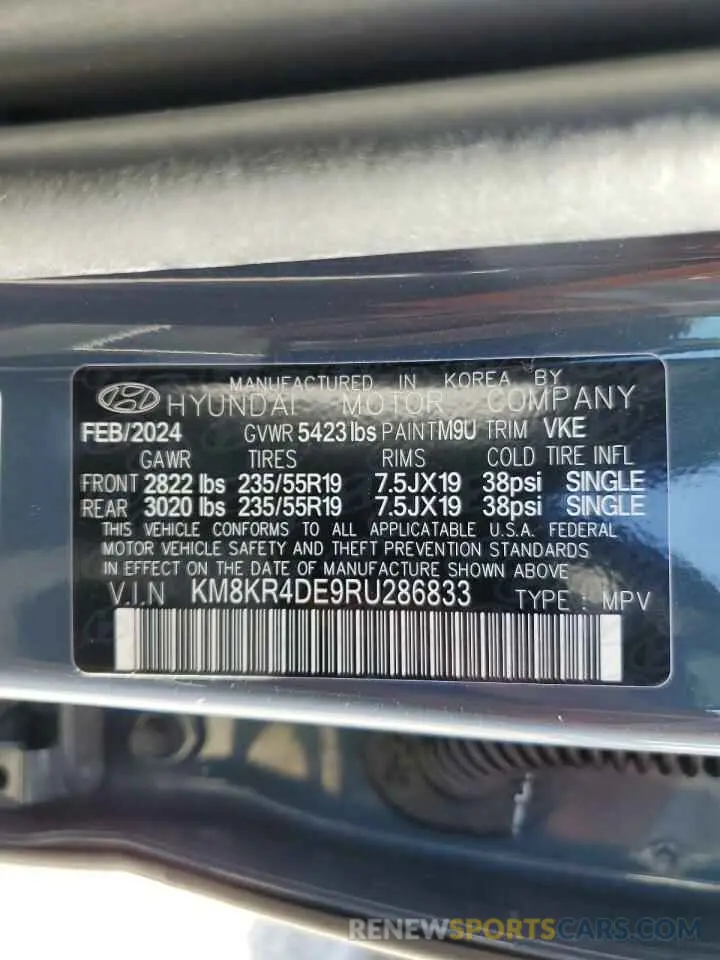 MANUFACTURED IN KOREA BY
HYUNDAI MOTOR COMPANY
FEB/2024 GVWR 5423 lbs PAINT M9U TRIM VKE
GAWR TIRES RIMS COLD TIRE INFL
FRONT 2822 lbs 235/55R19 7.5JX19 38psi SINGLE
REAR 3020 lbs 235/55R19 7.5JX19 38psi SINGLE
THIS VEHICLE CONFORMS TO ALL APPLICATABLE U.S.A. FEDERAL
MOTOR VEHICLE SAFETY AND THEFT PREVENTION STANDARDS
IN EFFECT ON THE DATE OF MANUFACTURE SHOWN ABOVE
V.I.N KM8KR4DE9RU286833 TYPE : MPV
RENEWSPORTSCARS.COM